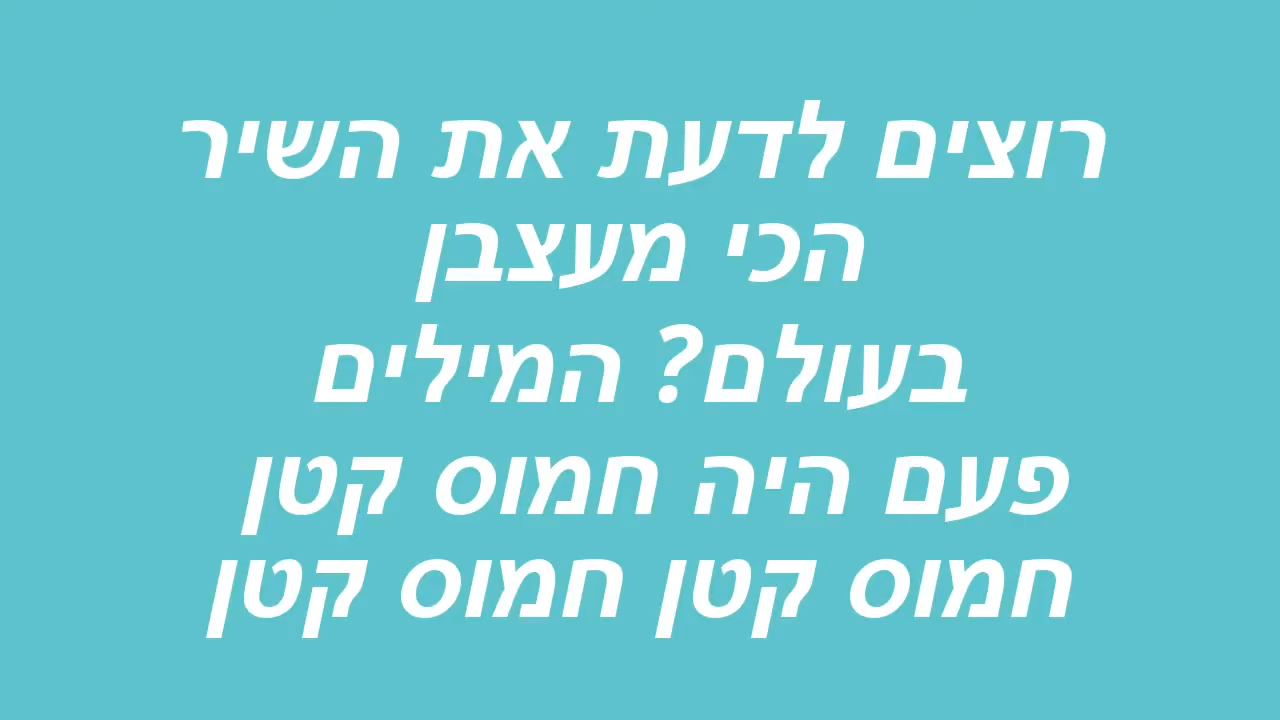 רוצים לדעת את השיר
הכי מעצבן
בעולם? המילים
פעם היה חמוס קטן
חמוס קטן חמוס קטן